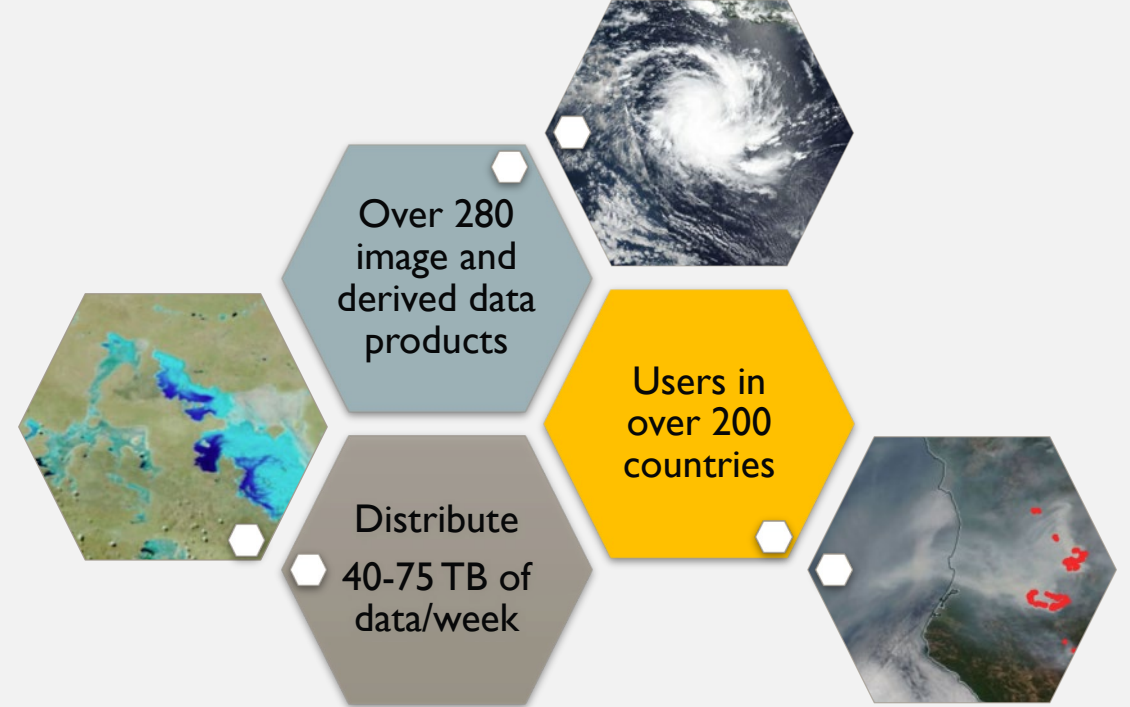 Over 280
image and
derived data
products
Users in
over 200
countries
Distribute
40-75 TB of
data/week